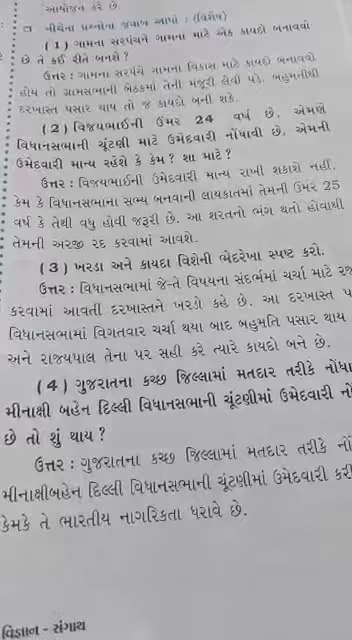 આયોજન કરે છે.
❒ નીચેના પ્રશ્નોના જવાબ આપો : (વિશેષ)
(1) ગામના સરપંચને ગામના માટે એક કાયદો બનાવવો
છે તે કઈ રીતે બનશે?
ઉત્તર : ગામના સરપંચે ગામના વિકાસ માટે કાયદો બનાવવો
હોય તો ગ્રામસભાની બેઠકમાં તેની મંજૂરી લેવી પડે. બહુમતીથી
દરખાસ્ત પસાર થાય તો જ કાયદો બની શકે.
(2) વિજયભાઈની ઉંમર 24 વર્ષ છે. એમણે
વિધાનસભાની ચૂંટણી માટે ઉમેદવારી નોંધાવી છે. એમની
ઉમેદવારી માન્ય રહેશે કે કેમ? શા માટે?
ઉત્તર : વિજયભાઈની ઉમેદવારી માન્ય રાખી શકાશે નહીં.
કેમ કે વિધાનસભાના સભ્ય બનવાની લાયકાતમાં તેમની ઉંમર 25
વર્ષ કે તેથી વધુ હોવી જરૂરી છે. આ શરતનો ભંગ થતો હોવાથી
તેમની અરજી રદ કરવામાં આવશે.
(3) ખરડા અને કાયદા વિશેની ભેદરેખા સ્પષ્ટ કરો.
ઉત્તર : વિધાનસભામાં જે-તે વિષયના સંદર્ભમાં ચર્ચા માટે
કરવામાં આવતી દરખાસ્તને ખરડો કહે છે. આ દરખાસ્ત
વિધાનસભામાં વિગતવાર ચર્ચા થયા બાદ બહુમતિ પસાર થાય
અને રાજ્યપાલ તેના પર સહી કરે ત્યારે કાયદો બને છે.
(4) ગુજરાતના કચ્છ જિલ્લામાં મતદાર તરીકે નોંધા
મીનાક્ષી બહેન દિલ્લી વિધાનસભાની ચૂંટણીમાં ઉમેદવારી નોં
છે તો શું થાય?
ઉત્તર : ગુજરાતના કચ્છ જિલ્લામાં મતદાર તરીકે નોં
મીનાક્ષીબહેન દિલ્લી વિધાનસભાની ચૂંટણીમાં ઉમેદવારી કરી
કેમકે તે ભારતીય નાગરિકતા ધરાવે છે.
વિજ્ઞાન - સંગાથ